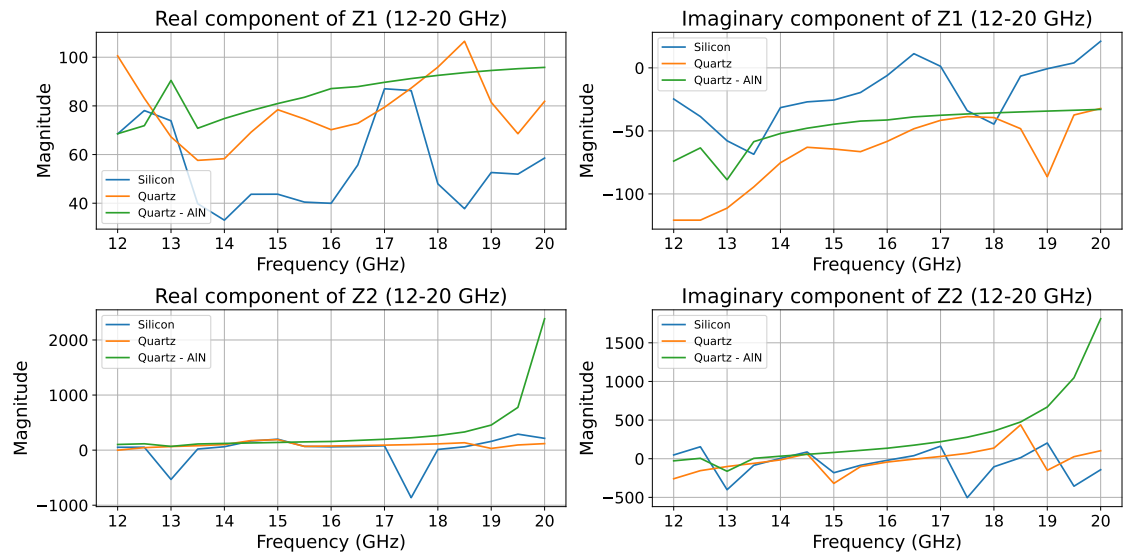 Real component of Z1 (12-20 GHz)
Magnitude
100
80
60
40
Silicon
Quartz
Quartz - AlN
12 13 14 15 16 17 18 19 20
Frequency (GHz)
Imaginary component of Z1 (12-20 GHz)
Magnitude
0
−50
−100
Silicon
Quartz
Quartz - AlN
12 13 14 15 16 17 18 19 20
Frequency (GHz)
Real component of Z2 (12-20 GHz)
Magnitude
2000
1000
0
−1000
Silicon
Quartz
Quartz - AlN
12 13 14 15 16 17 18 19 20
Frequency (GHz)
Imaginary component of Z2 (12-20 GHz)
Magnitude
1500
1000
500
0
−500
Silicon
Quartz
Quartz - AlN
12 13 14 15 16 17 18 19 20
Frequency (GHz)